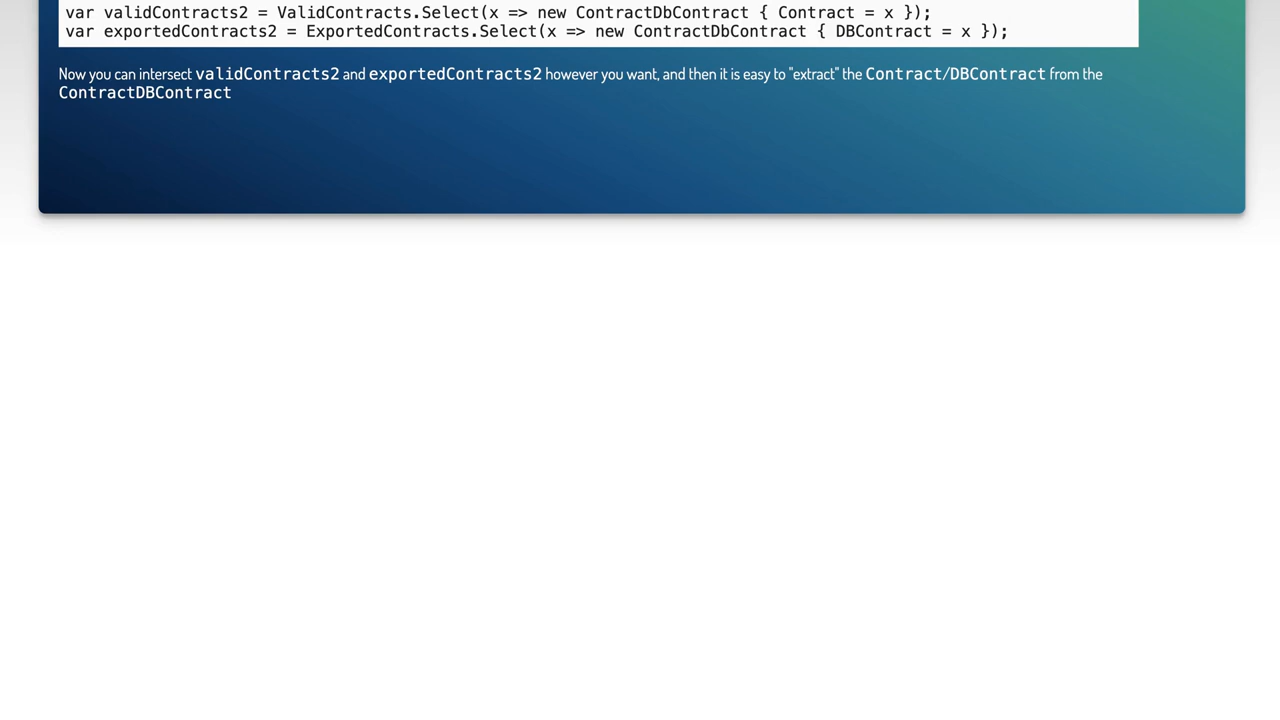 var validContracts2 = ValidContracts.Select(x => new ContractDbContract { Contract = x });
var exportedContracts2 = ExportedContracts.Select(x => new ContractDbContract { DBContract = x });
Now you can intersect validContracts2 and exportedContracts2 however you want, and then it is easy to "extract" the Contract/DBContract from the
ContractDBContract